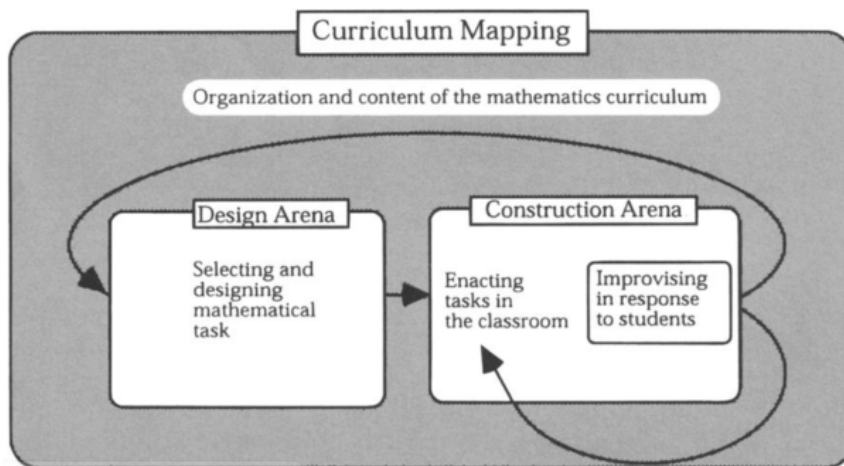 Curriculum Mapping
Organization and content of the mathematics curriculum
Design Arena
Selecting and
designing
mathematical
task
Construction Arena
Enacting
tasks in
the classroom
Improvising
in response
to students